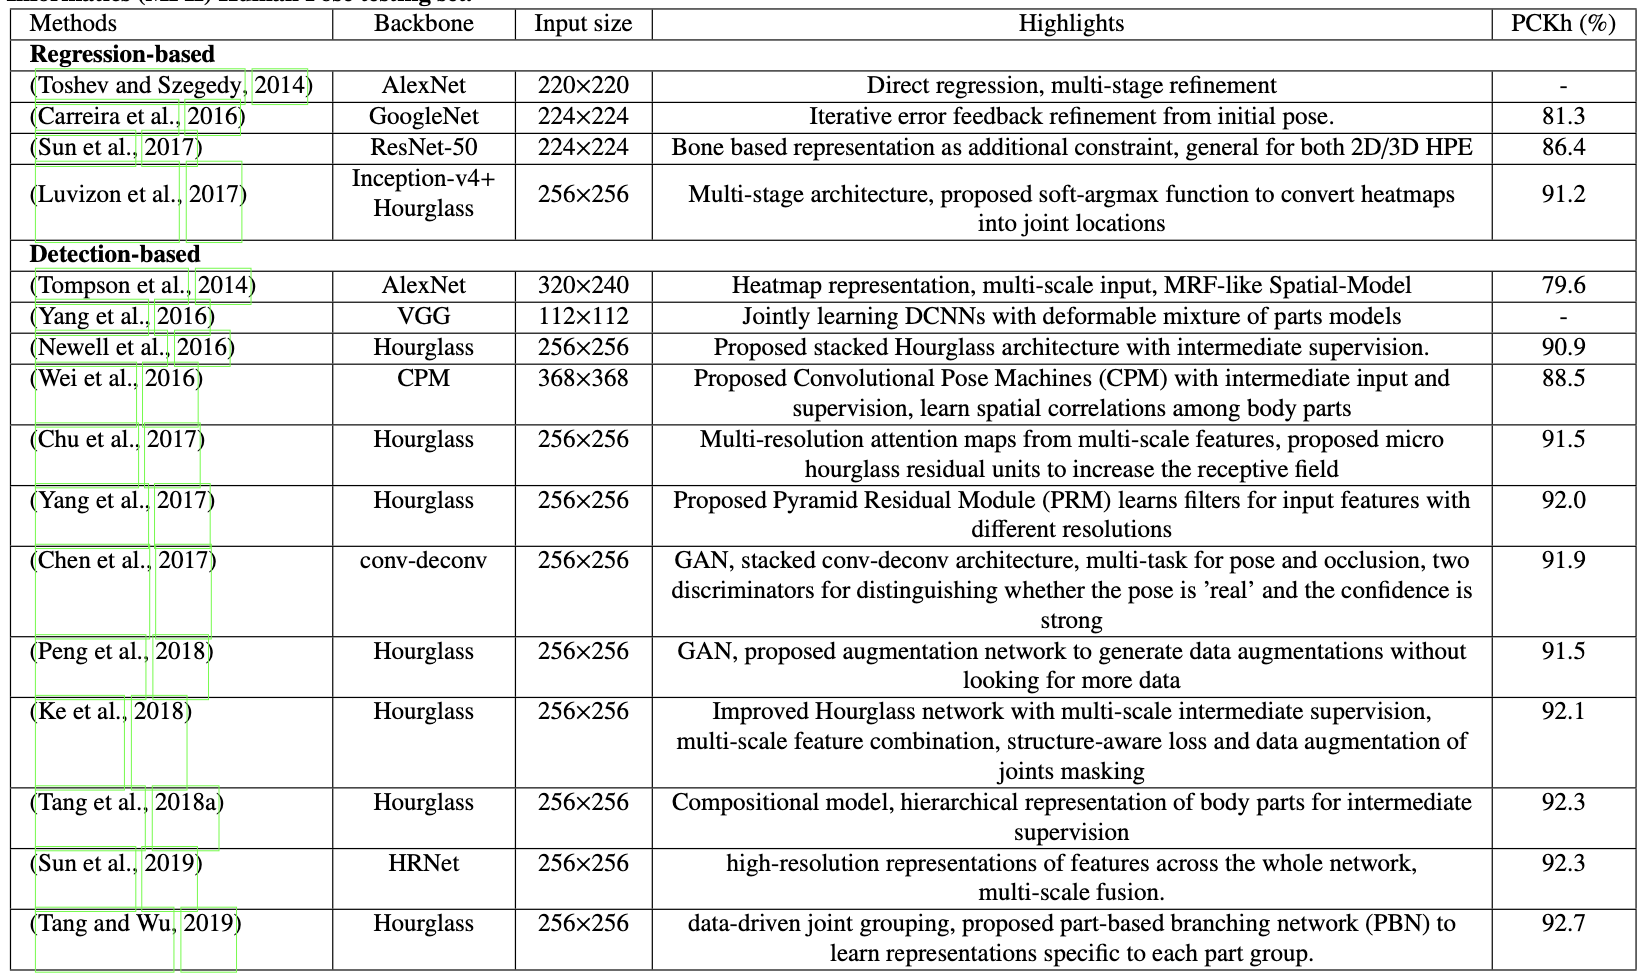 Informatics (MPII) Human Pose testing set.
Methods Backbone Input size Highlights PCKh (%)
Regression-based
(Toshev and Szegedy, 2014) AlexNet 220×220 Direct regression, multi-stage refinement -
(Carreira et al., 2016) GoogleNet 224×224 Iterative error feedback refinement from initial pose. 81.3
(Sun et al., 2017) ResNet-50 224×224 Bone based representation as additional constraint, general for both 2D/3D HPE 86.4
(Luvizon et al., 2017) Inception-v4+
Hourglass 256×256 Multi-stage architecture, proposed soft-argmax function to convert heatmaps 91.2
into joint locations
Detection-based
(Tompson et al., 2014) AlexNet 320×240 Heatmap representation, multi-scale input, MRF-like Spatial-Model 79.6
(Yang et al., 2016) VGG 112×112 Jointly learning DCNNs with deformable mixture of parts models -
(Newell et al., 2016) Hourglass 256×256 Proposed stacked Hourglass architecture with intermediate supervision. 90.9
(Wei et al., 2016) CPM 368×368 Proposed Convolutional Pose Machines (CPM) with intermediate input and 88.5
supervision, learn spatial correlations among body parts
(Chu et al., 2017) Hourglass 256×256 Multi-resolution attention maps from multi-scale features, proposed micro 91.5
hourglass residual units to increase the receptive field
(Yang et al., 2017) Hourglass 256×256 Proposed Pyramid Residual Module (PRM) learns filters for input features with 92.0
different resolutions
(Chen et al., 2017) conv-deconv 256×256 GAN, stacked conv-deconv architecture, multi-task for pose and occlusion, two 91.9
discriminators for distinguishing whether the pose is ’real’ and the confidence is
strong
(Peng et al., 2018) Hourglass 256×256 GAN, proposed augmentation network to generate data augmentations without 91.5
looking for more data
(Ke et al., 2018) Hourglass 256×256 Improved Hourglass network with multi-scale intermediate supervision, 92.1
multi-scale feature combination, structure-aware loss and data augmentation of
joints masking
(Tang et al., 2018a) Hourglass 256×256 Compositional model, hierarchical representation of body parts for intermediate 92.3
supervision
(Sun et al., 2019) HRNet 256×256 high-resolution representations of features across the whole network, 92.3
multi-scale fusion.
(Tang and Wu, 2019) Hourglass 256×256 data-driven joint grouping, proposed part-based branching network (PBN) to 92.7
learn representations specific to each part group.